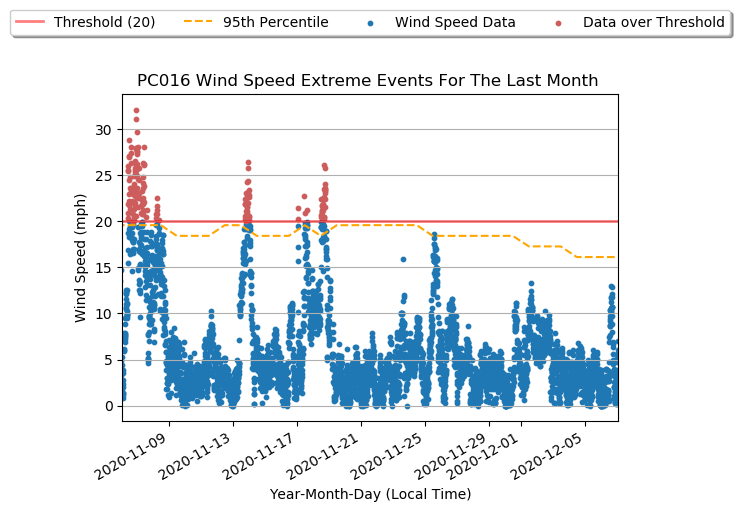 Threshold (20) 95th Percentile Wind Speed Data Data over Threshold
PC016 Wind Speed Extreme Events For The Last Month
Wind Speed (mph)
30
25
20
15
10
5
0
2020-11-09 2020-11-13 2020-11-17 2020-11-21 2020-11-25 2020-11-29 2020-12-01 2020-12-05
Year-Month-Day (Local Time)